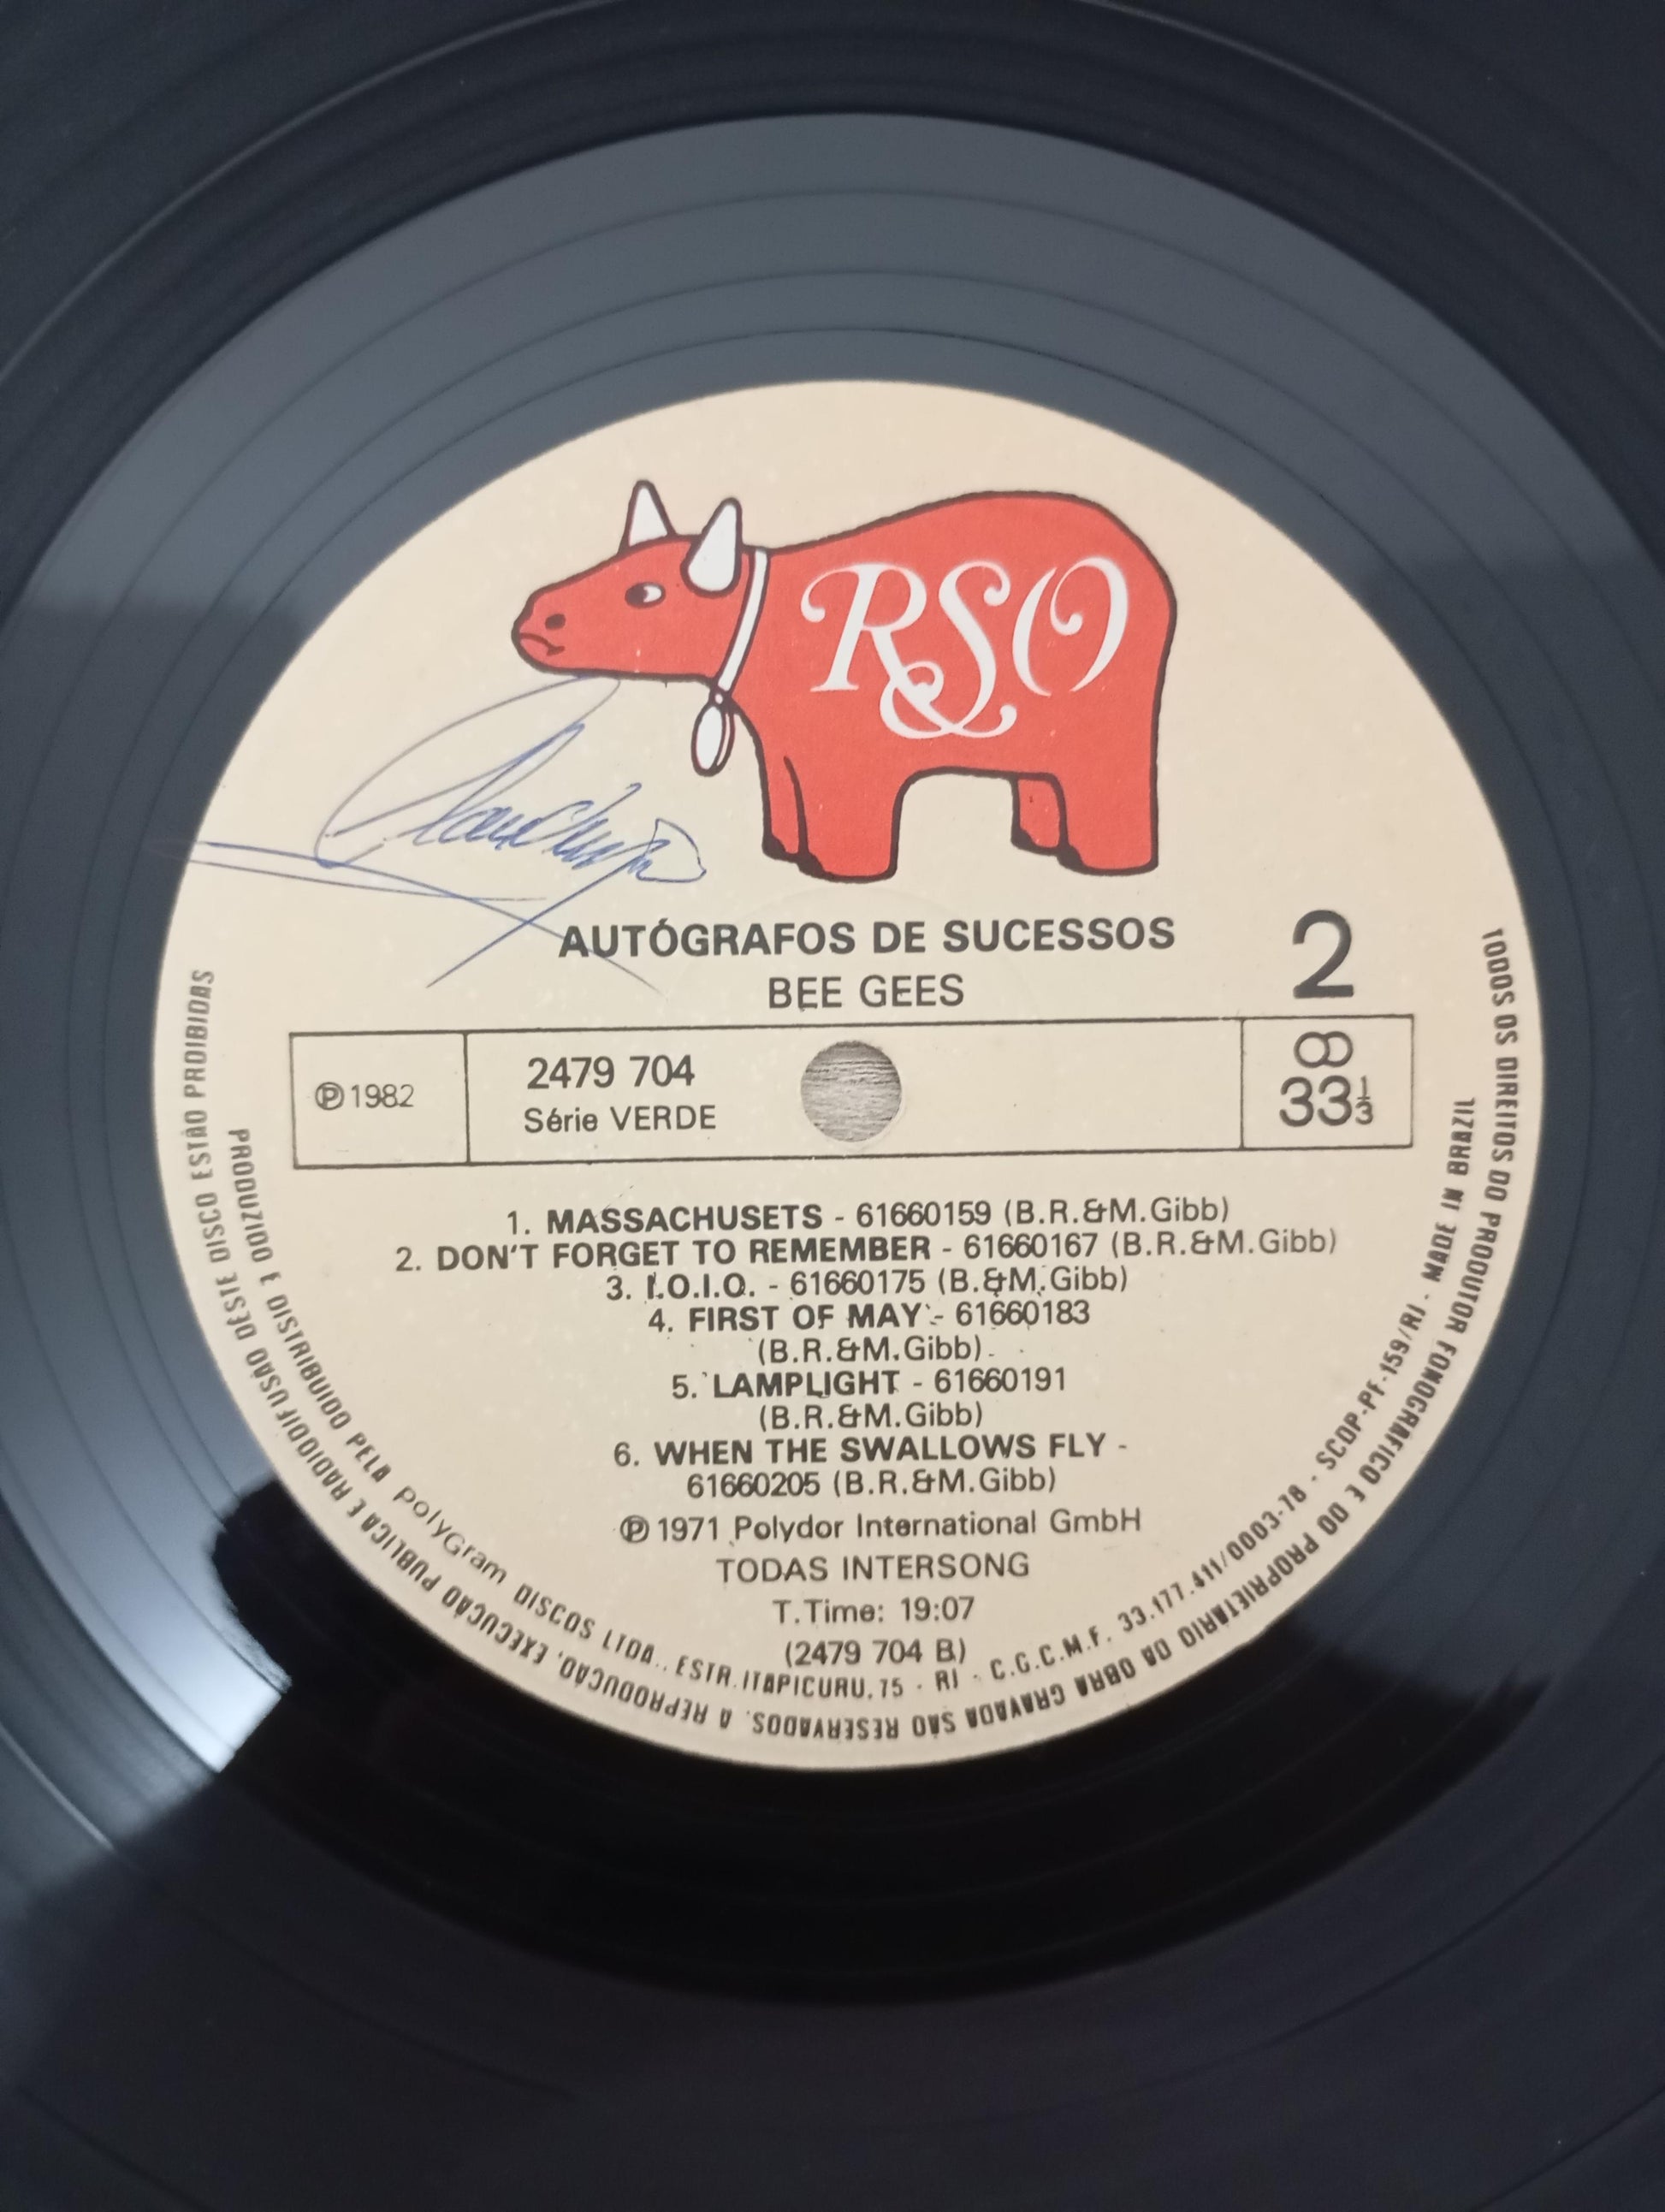 RSO
AUTÓGRAFOS DE SUCESSOS
BEE GEES
2
℗ 1982
2479 704
Série VERDE
33 1/3
1. MASSACHUSETS - 61660159 (B.R.&M.Gibb)
2. DON'T FORGET TO REMEMBER - 61660167 (B.R.&M.Gibb)
3. I.O.I.O. - 61660175 (B.&M.Gibb)
4. FIRST OF MAY - 61660183
(B.R.&M.Gibb)
5. LAMPLIGHT - 61660191
(B.R.&M.Gibb)
6. WHEN THE SWALLOWS FLY -
61660205 (B.R.&M.Gibb)
℗ 1971 Polydor International GmbH
TODAS INTERSONG
T.Time: 19:07
(2479 704 B)
PRODUZIDO E DISTRIBUIDO PELA PolyGram DISCOS LTDA., ESTR. ITAPICURU, 75 - RJ - C.G.C.M.F. 33.177.411/0003-78 - SCDP-PF-159/RJ - MADE IN BRAZIL
TODOS OS DIREITOS DO PRODUTOR FONOGRÁFICO E DO PROPRIETÁRIO DA OBRA GRAVADA SÃO RESERVADOS. A REPRODUÇÃO, EXECUÇÃO PUBLICA E RADIODIFUSÃO DESTE DISCO ESTÃO PROIBIDAS